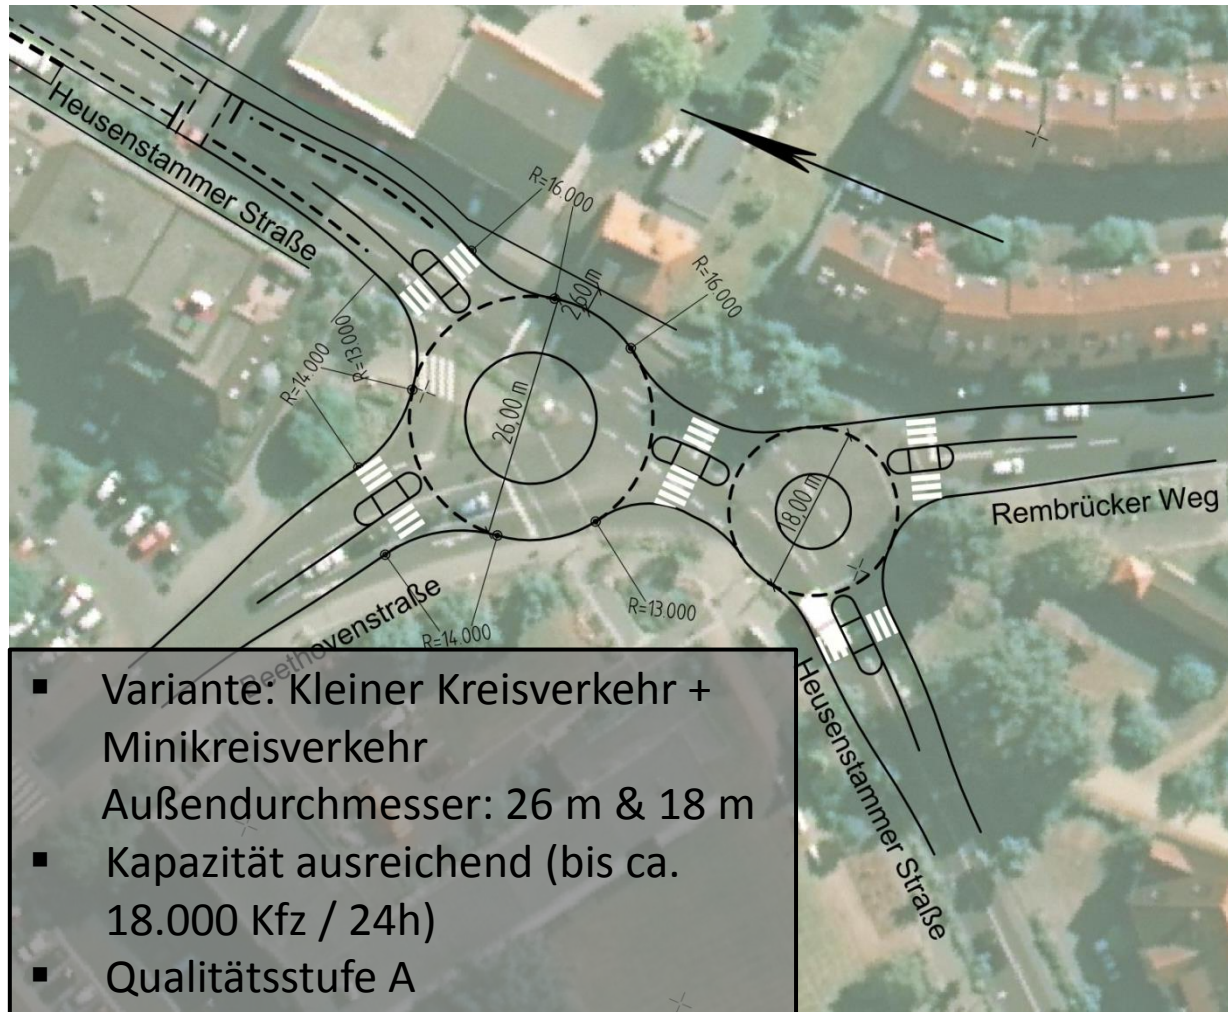 Heusenstammer Straße
R=16.000
2,60 m
R=16.000
R=13.000
R=14.000
26,00 m
18,00 m
Rembrücker Weg
R=13.000
R=14.000
Beethovenstraße
Heusenstammer Straße
▪ Variante: Kleiner Kreisverkehr +
Minikreisverkehr
Außendurchmesser: 26 m & 18 m
▪ Kapazität ausreichend (bis ca.
18.000 Kfz / 24h)
▪ Qualitätsstufe A